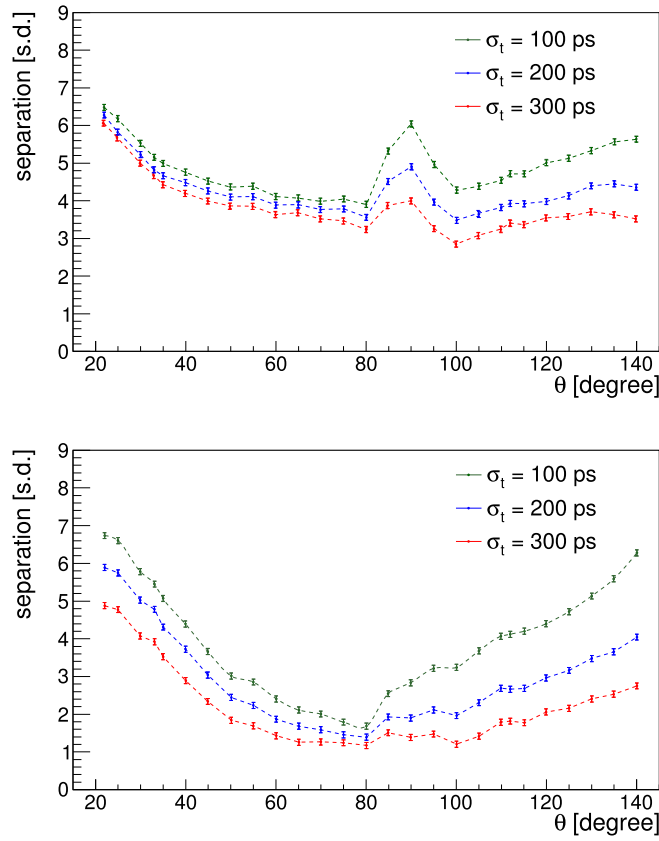 separation [s.d.]
9
8
7
6
5
4
3
2
1
0
σt = 100 ps
σt = 200 ps
σt = 300 ps
20 40 60 80 100 120 140
θ [degree]
separation [s.d.]
9
8
7
6
5
4
3
2
1
0
σt = 100 ps
σt = 200 ps
σt = 300 ps
20 40 60 80 100 120 140
θ [degree]